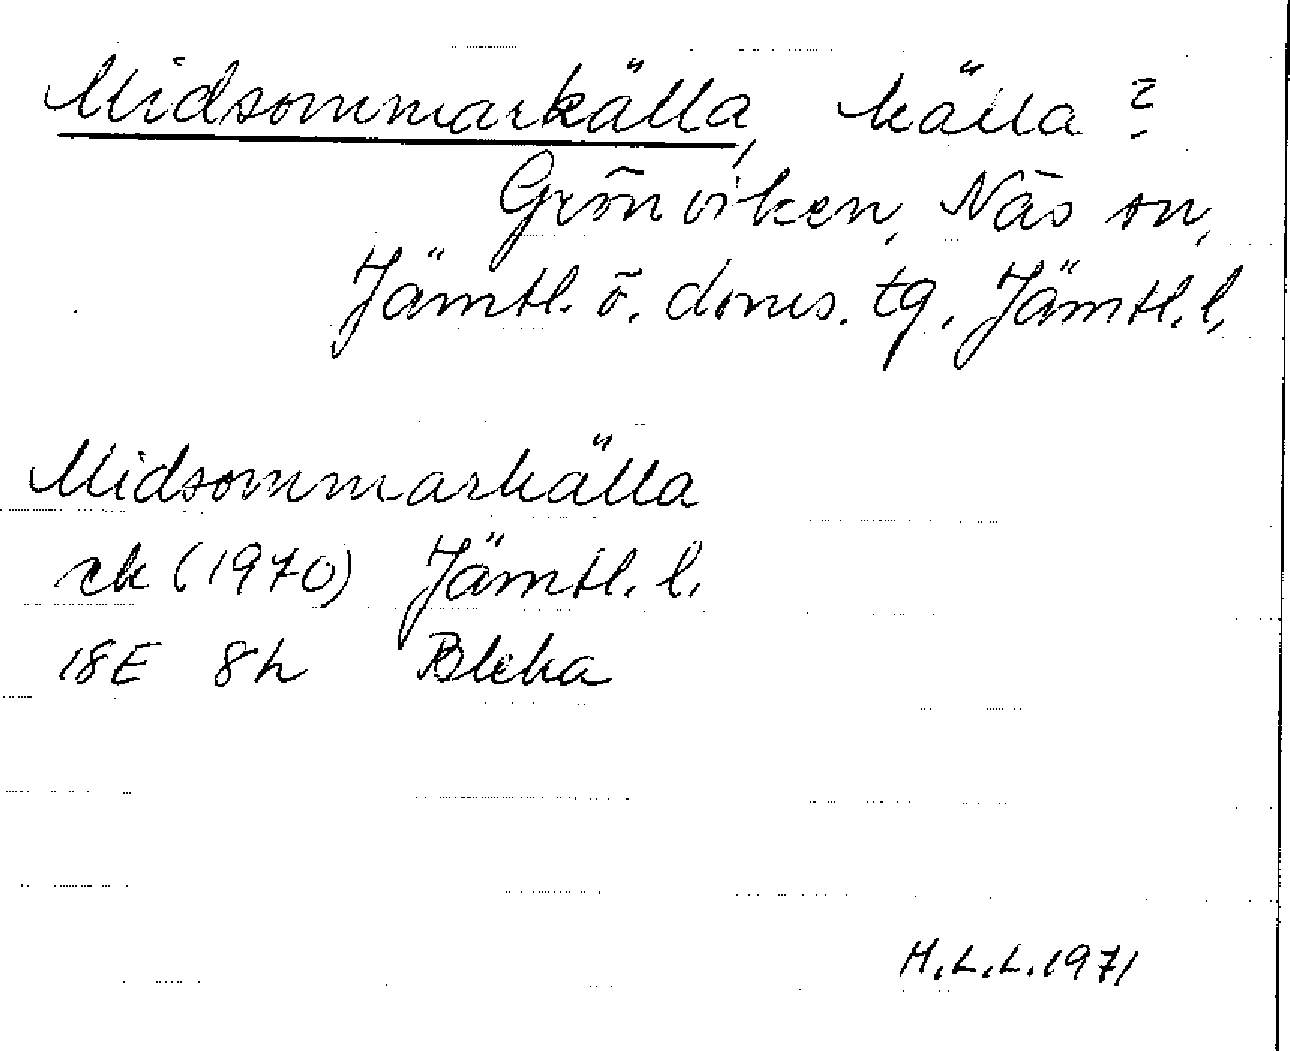 Midsommarkälla, källa?
Grönviken, Näs sn,
Jämtl. ö. doms. tg, Jämtl. l.
Midsommarkälla
ek (1970) Jämtl. l.
18E 8h Bleka
H.L.L. 1971